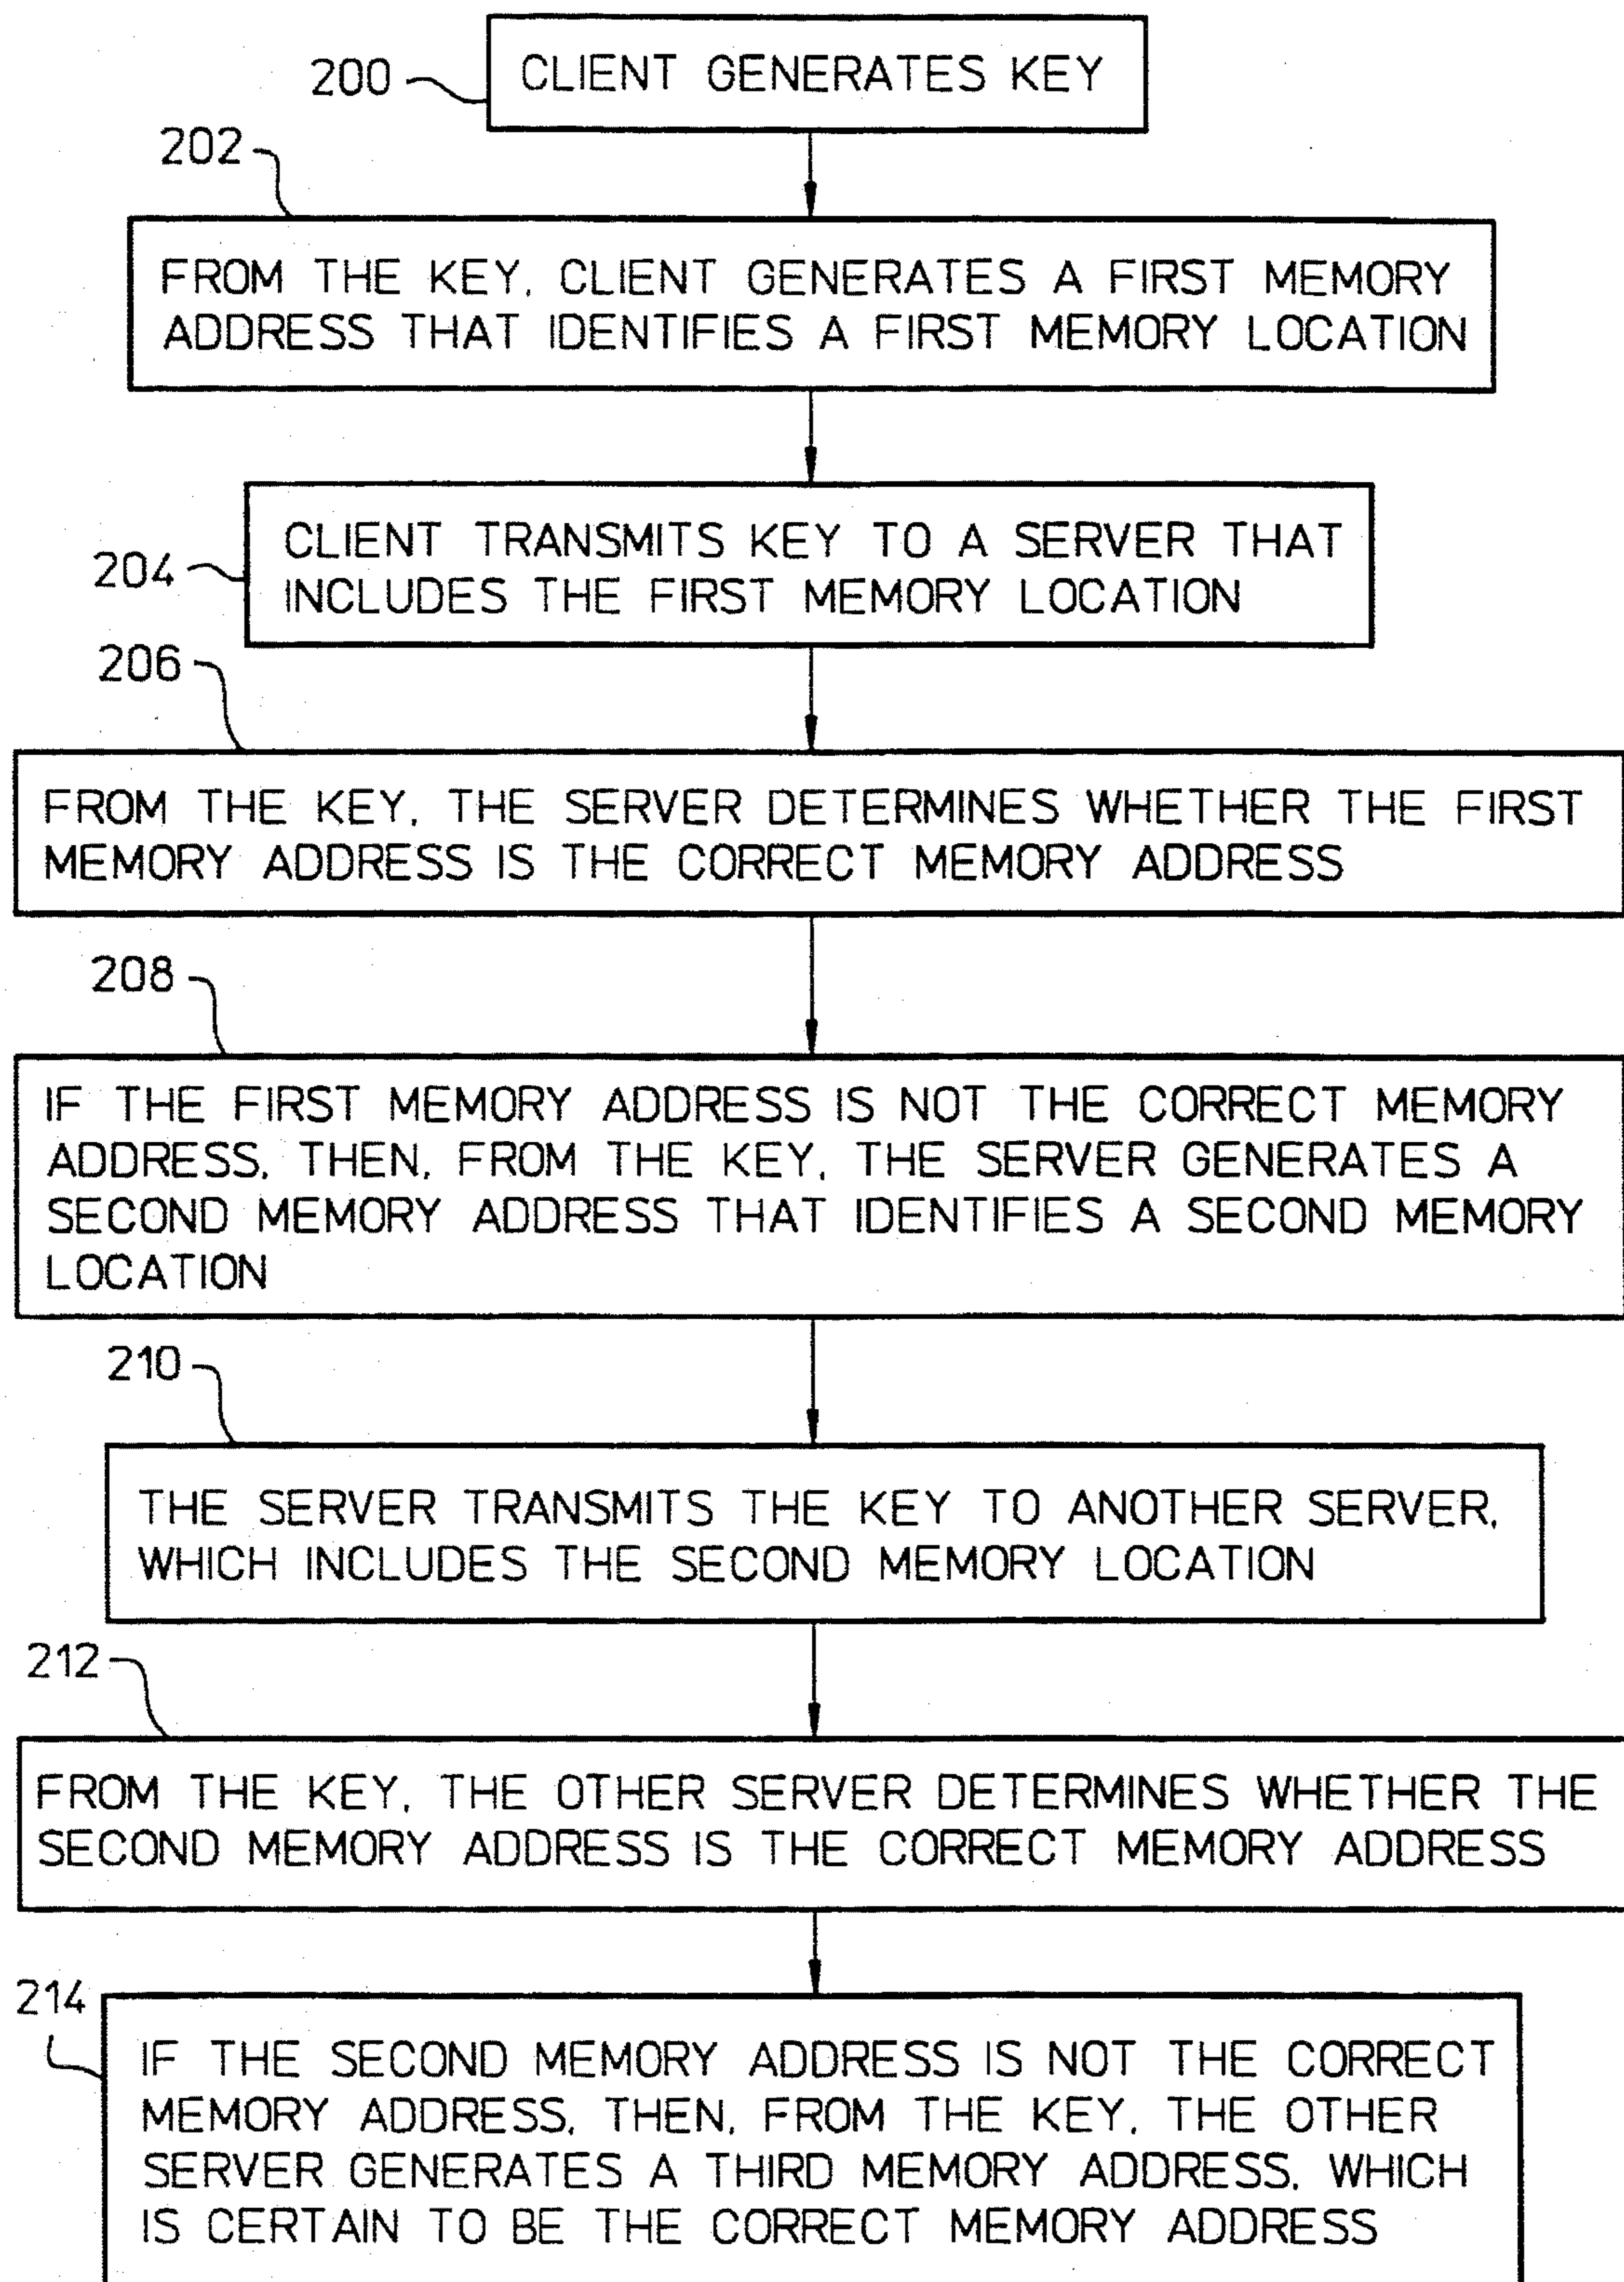 200
CLIENT GENERATES KEY
202
FROM THE KEY, CLIENT GENERATES A FIRST MEMORY
ADDRESS THAT IDENTIFIES A FIRST MEMORY LOCATION
204
CLIENT TRANSMITS KEY TO A SERVER THAT
INCLUDES THE FIRST MEMORY LOCATION
206
FROM THE KEY, THE SERVER DETERMINES WHETHER THE FIRST
MEMORY ADDRESS IS THE CORRECT MEMORY ADDRESS
208
IF THE FIRST MEMORY ADDRESS IS NOT THE CORRECT MEMORY
ADDRESS, THEN, FROM THE KEY, THE SERVER GENERATES A
SECOND MEMORY ADDRESS THAT IDENTIFIES A SECOND MEMORY
LOCATION
210
THE SERVER TRANSMITS THE KEY TO ANOTHER SERVER,
WHICH INCLUDES THE SECOND MEMORY LOCATION
212
FROM THE KEY, THE OTHER SERVER DETERMINES WHETHER THE
SECOND MEMORY ADDRESS IS THE CORRECT MEMORY ADDRESS
214
IF THE SECOND MEMORY ADDRESS IS NOT THE CORRECT
MEMORY ADDRESS, THEN, FROM THE KEY, THE OTHER
SERVER GENERATES A THIRD MEMORY ADDRESS, WHICH
IS CERTAIN TO BE THE CORRECT MEMORY ADDRESS